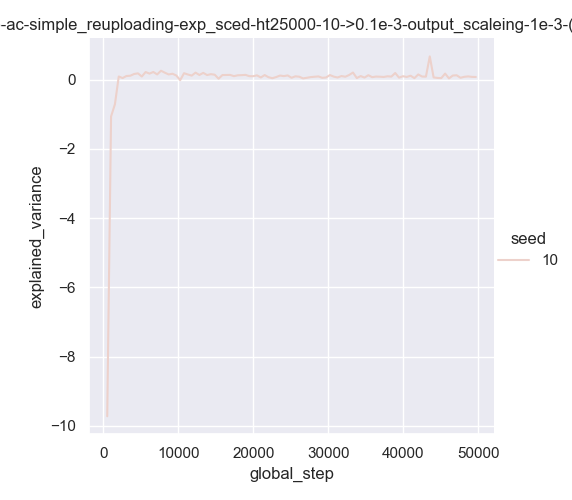 -ac-simple_reuploading-exp_sced-ht25000-10->0.1e-3-output_scaleing-1e-3-(
explained_variance
0
−2
−4
−6
−8
−10
0 10000 20000 30000 40000 50000
global_step
seed
10